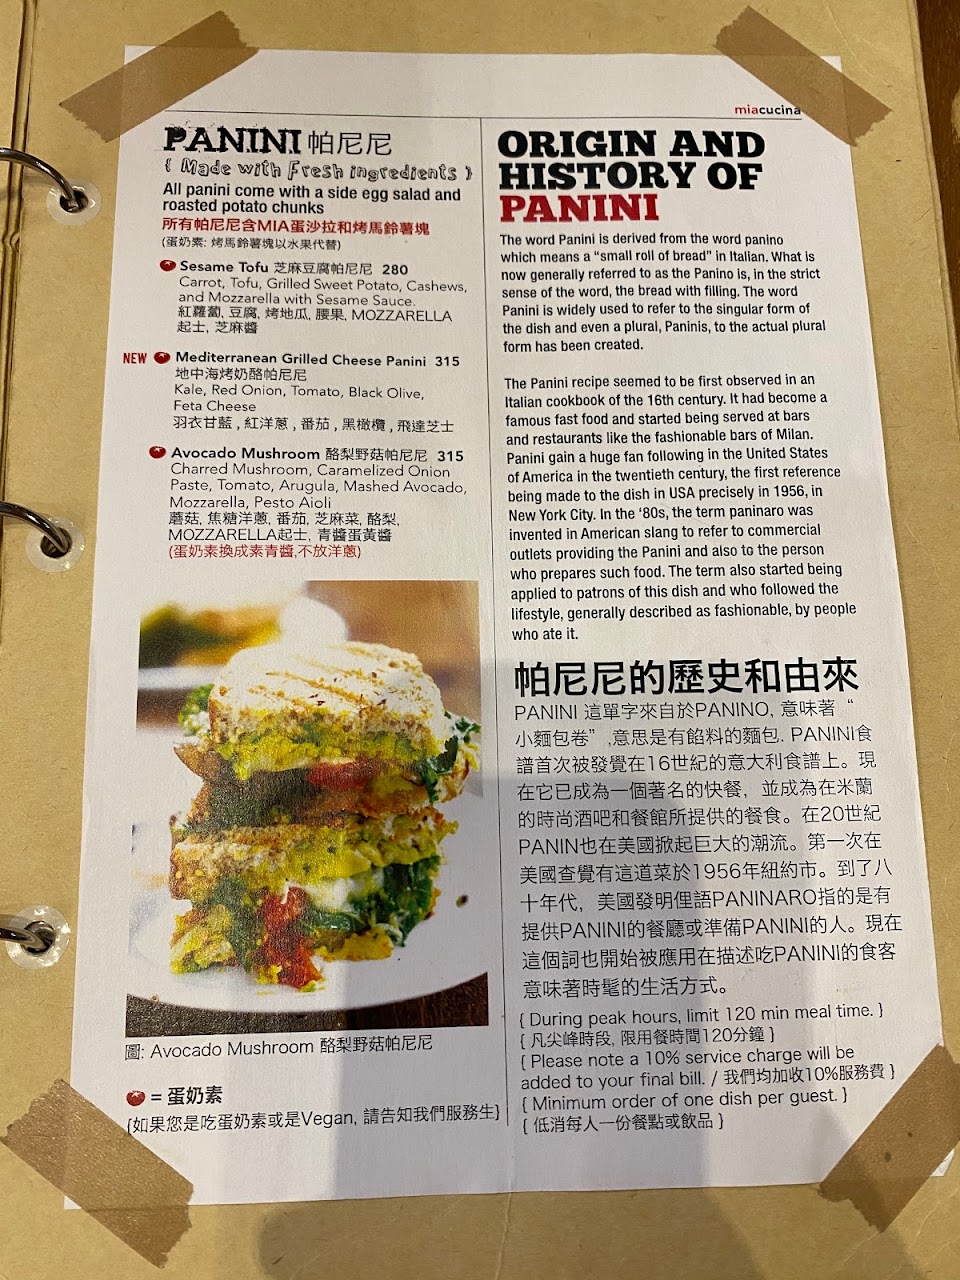 miacucina
PANINI 帕尼尼
{ Made with Fresh ingredients }
All panini come with a side egg salad and
roasted potato chunks
所有帕尼尼含MIA蛋沙拉和烤馬鈴薯塊
(蛋奶素: 烤馬鈴薯塊以水果代替)
Sesame Tofu 芝麻豆腐帕尼尼 280
Carrot, Tofu, Grilled Sweet Potato, Cashews,
and Mozzarella with Sesame Sauce.
紅蘿蔔, 豆腐, 烤地瓜, 腰果, MOZZARELLA
起士, 芝麻醬
NEW Mediterranean Grilled Cheese Panini 315
地中海烤奶酪帕尼尼
Kale, Red Onion, Tomato, Black Olive,
Feta Cheese
羽衣甘藍 , 紅洋蔥 , 番茄 , 黑橄欖 , 飛達芝士
Avocado Mushroom 酪梨野菇帕尼尼 315
Charred Mushroom, Caramelized Onion
Paste, Tomato, Arugula, Mashed Avocado,
Mozzarella, Pesto Aioli
蘑菇, 焦糖洋蔥, 番茄, 芝麻菜, 酪梨,
MOZZARELLA起士, 青醬蛋黃醬
(蛋奶素換成素青醬,不放洋蔥)
圖: Avocado Mushroom 酪梨野菇帕尼尼
= 蛋奶素
{如果您是吃蛋奶素或是Vegan, 請告知我們服務生}
ORIGIN AND
HISTORY OF
PANINI
The word Panini is derived from the word panino
which means a “small roll of bread” in Italian. What is
now generally referred to as the Panino is, in the strict
sense of the word, the bread with filling. The word
Panini is widely used to refer to the singular form of
the dish and even a plural, Paninis, to the actual plural
form has been created.
The Panini recipe seemed to be first observed in an
Italian cookbook of the 16th century. It had become a
famous fast food and started being served at bars
and restaurants like the fashionable bars of Milan.
Panini gain a huge fan following in the United States
of America in the twentieth century, the first reference
being made to the dish in USA precisely in 1956, in
New York City. In the ‘80s, the term paninaro was
invented in American slang to refer to commercial
outlets providing the Panini and also to the person
who prepares such food. The term also started being
applied to patrons of this dish and who followed the
lifestyle, generally described as fashionable, by people
who ate it.
帕尼尼的歷史和由來
PANINI 這單字來自於PANINO, 意味著“
小麵包卷” ,意思是有餡料的麵包. PANINI食
譜首次被發覺在16世紀的意大利食譜上。現
在它已成為一個著名的快餐，並成為在米蘭
的時尚酒吧和餐館所提供的餐食。在20世紀
PANIN也在美國掀起巨大的潮流。第一次在
美國查覺有這道菜於1956年紐約市。到了八
十年代，美國發明俚語PANINARO指的是有
提供PANINI的餐廳或準備PANINI的人。現在
這個詞也開始被應用在描述吃PANINI的食客
意味著時髦的生活方式。
{ During peak hours, limit 120 min meal time. }
{ 凡尖峰時段, 限用餐時間120分鐘 }
{ Please note a 10% service charge will be
added to your final bill. / 我們均加收10%服務費 }
{ Minimum order of one dish per guest. }
{ 低消每人一份餐點或飲品 }